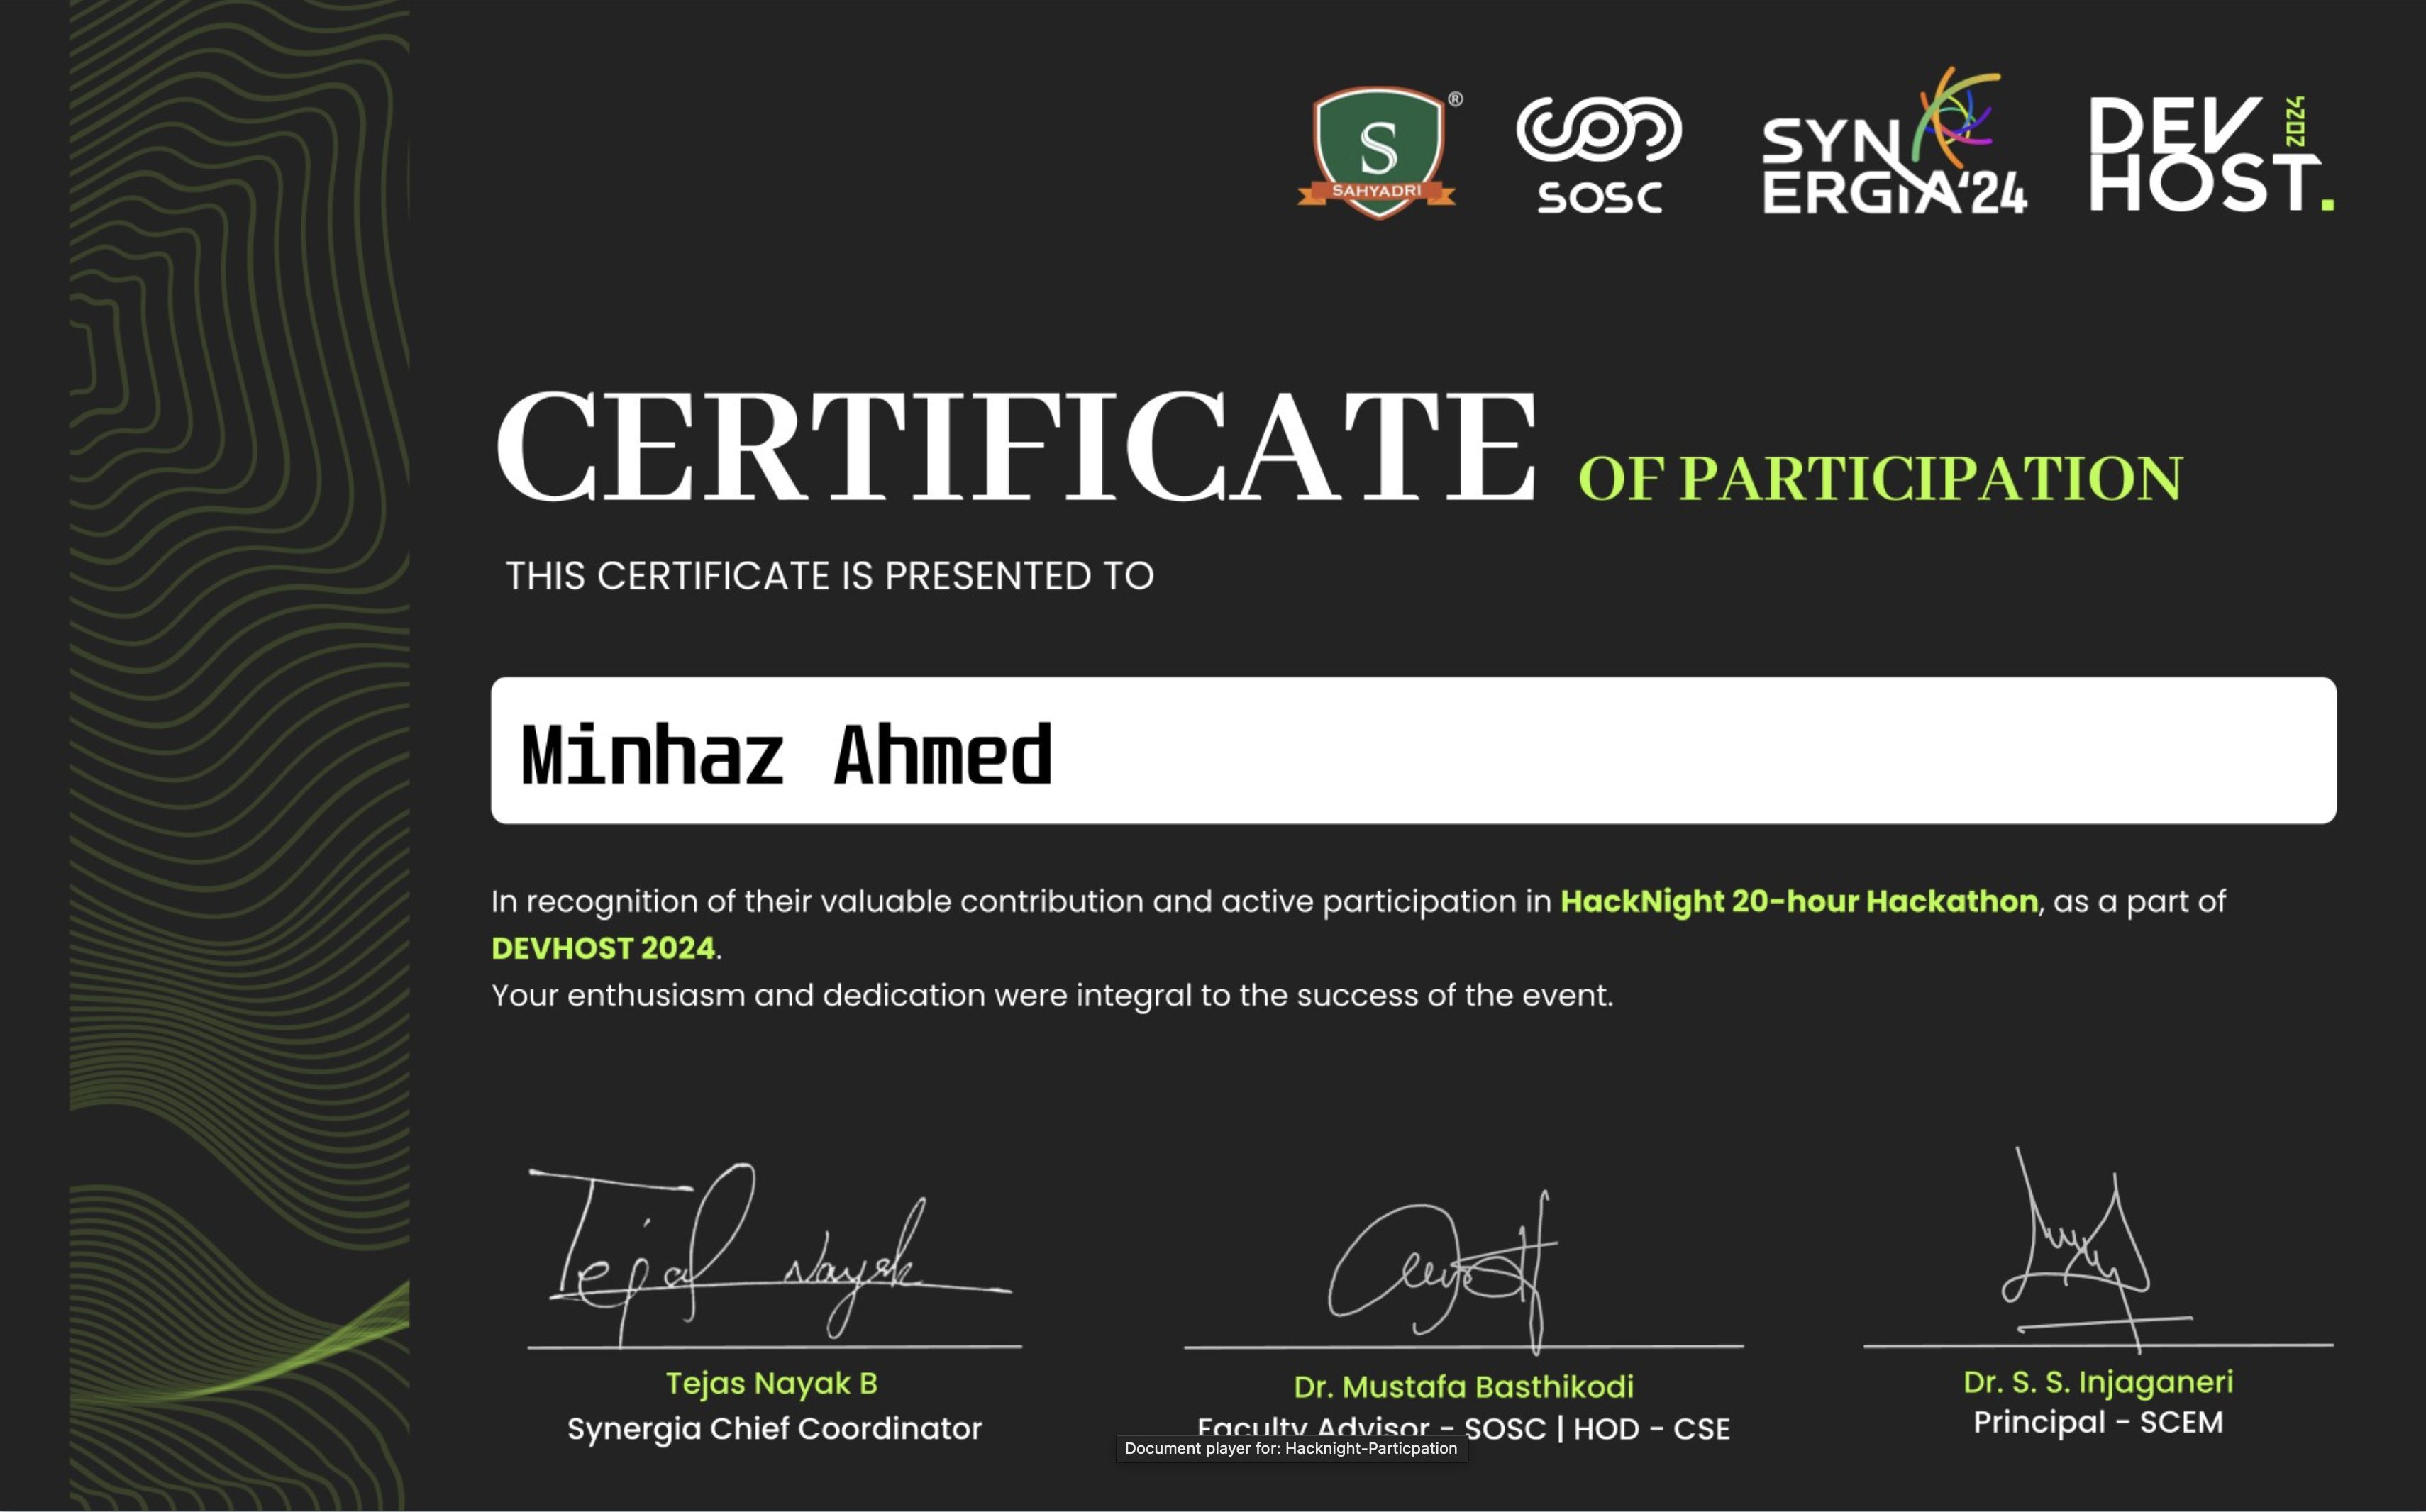 S
SAHYADRI
®
SOSC
SYN
ERGIA'24
DEV
HOST.
2024
CERTIFICATE OF PARTICIPATION
THIS CERTIFICATE IS PRESENTED TO
Minhaz Ahmed
In recognition of their valuable contribution and active participation in HackNight 20-hour Hackathon, as a part of
DEVHOST 2024.
Your enthusiasm and dedication were integral to the success of the event.
Tejas Nayak
Tejas Nayak B
Synergia Chief Coordinator
Dr. Mustafa Basthikodi
Faculty Advisor - SOSC | HOD - CSE
Dr. S. S. Injaganeri
Principal - SCEM
Document player for: Hacknight-Particpation